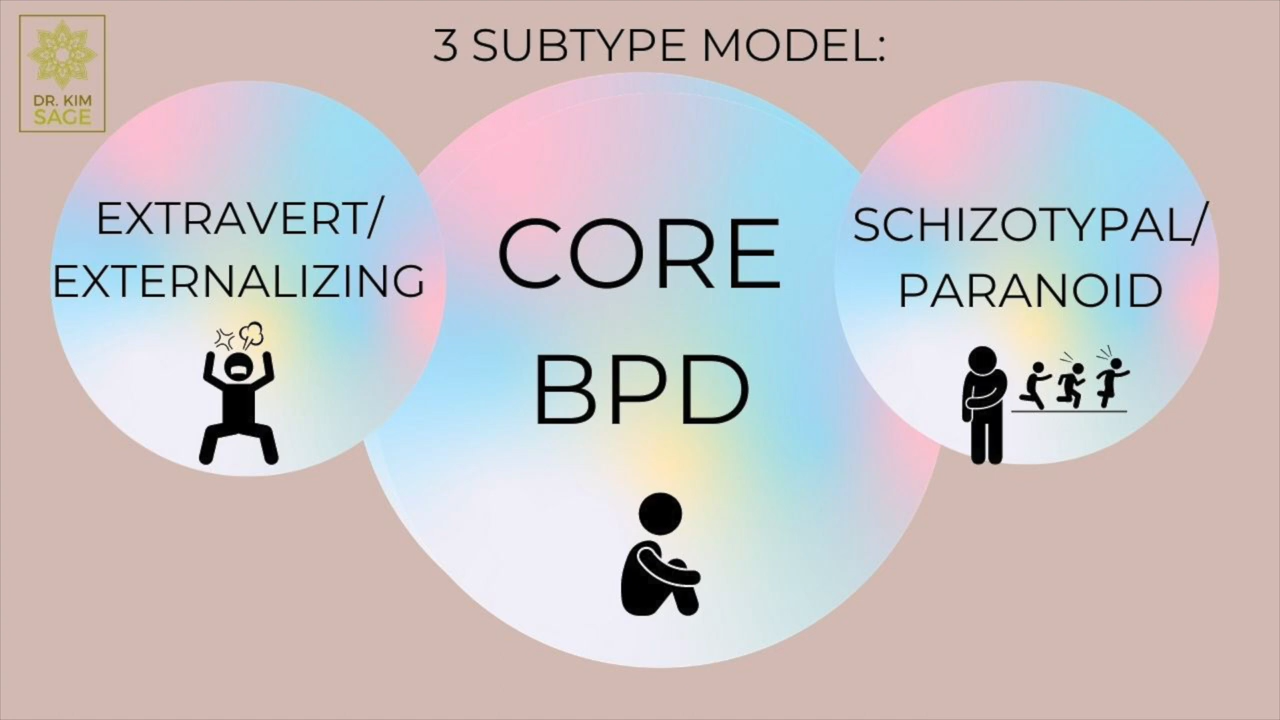 3 SUBTYPE MODEL:
DR. KIM
SAGE
EXTRAVERT/
EXTERNALIZING
CORE
BPD
SCHIZOTYPAL/
PARANOID